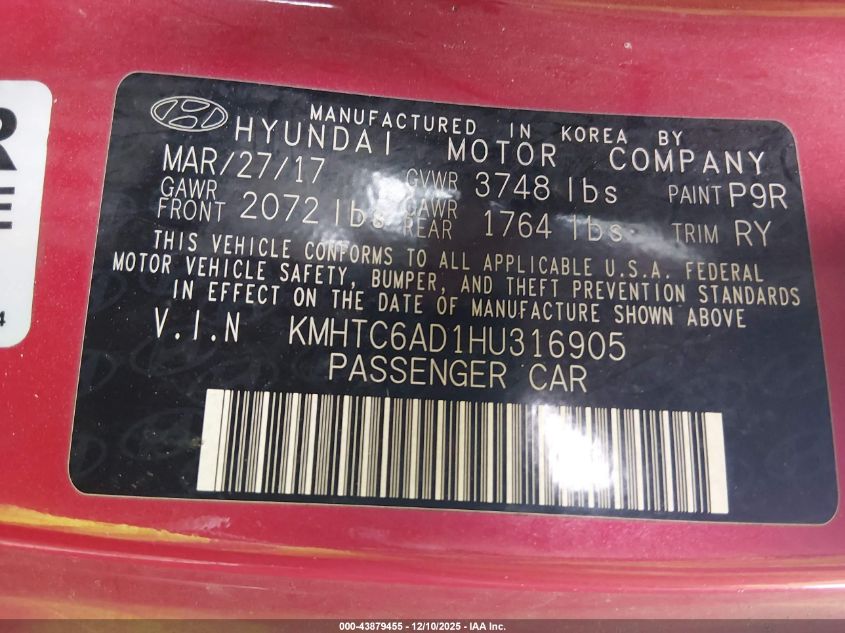 R
E
4
MANUFACTURED IN KOREA BY
HYUNDAI MOTOR COMPANY
MAR/27/17 GVWR 3748 lbs PAINT P9R
GAWR FRONT 2072 lbs GAWR REAR 1764 lbs TRIM RY
THIS VEHICLE CONFORMS TO ALL APPLICABLE U.S.A. FEDERAL
MOTOR VEHICLE SAFETY, BUMPER, AND THEFT PREVENTION STANDARDS
IN EFFECT ON THE DATE OF MANUFACTURE SHOWN ABOVE
V.I.N KMHTC6AD1HU316905
PASSENGER CAR
000-43879455 - 12/10/2025 - IAA Inc.